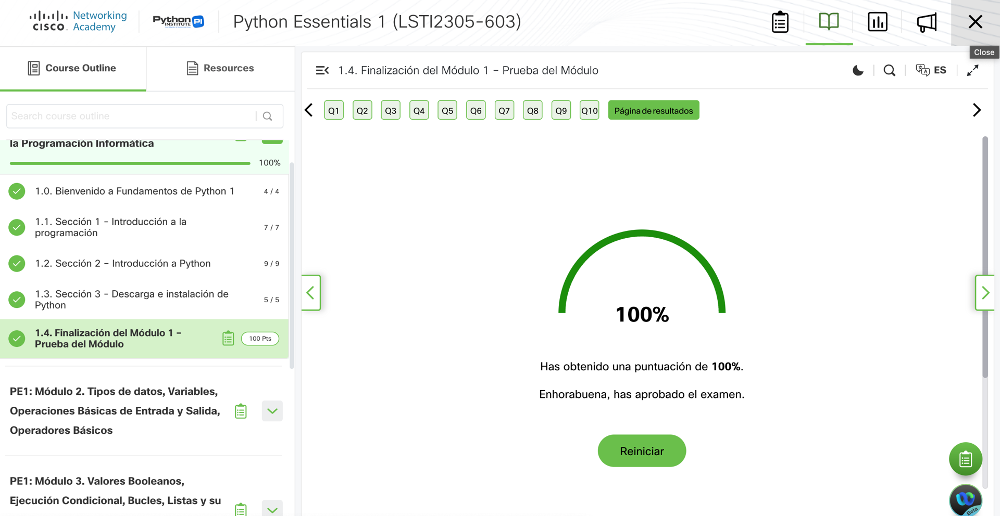 CISCO
Networking
Academy
Python
INSTITUTE
PI
Python Essentials 1 (LSTI2305-603)
Close
Course Outline
Resources
Search course outline
la Programación Informática
100%
1.0. Bienvenido a Fundamentos de Python 1
4 / 4
1.1. Sección 1 - Introducción a la
programación
7 / 7
1.2. Sección 2 – Introducción a Python
9 / 9
1.3. Sección 3 - Descarga e instalación de
Python
5 / 5
1.4. Finalización del Módulo 1 –
Prueba del Módulo
100 Pts
PE1: Módulo 2. Tipos de datos, Variables,
Operaciones Básicas de Entrada y Salida,
Operadores Básicos
PE1: Módulo 3. Valores Booleanos,
Ejecución Condicional, Bucles, Listas y su
1.4. Finalización del Módulo 1 – Prueba del Módulo
ES
Q1 Q2 Q3 Q4 Q5 Q6 Q7 Q8 Q9 Q10 Página de resultados
100%
Has obtenido una puntuación de 100%.
Enhorabuena, has aprobado el examen.
Reiniciar
Beta